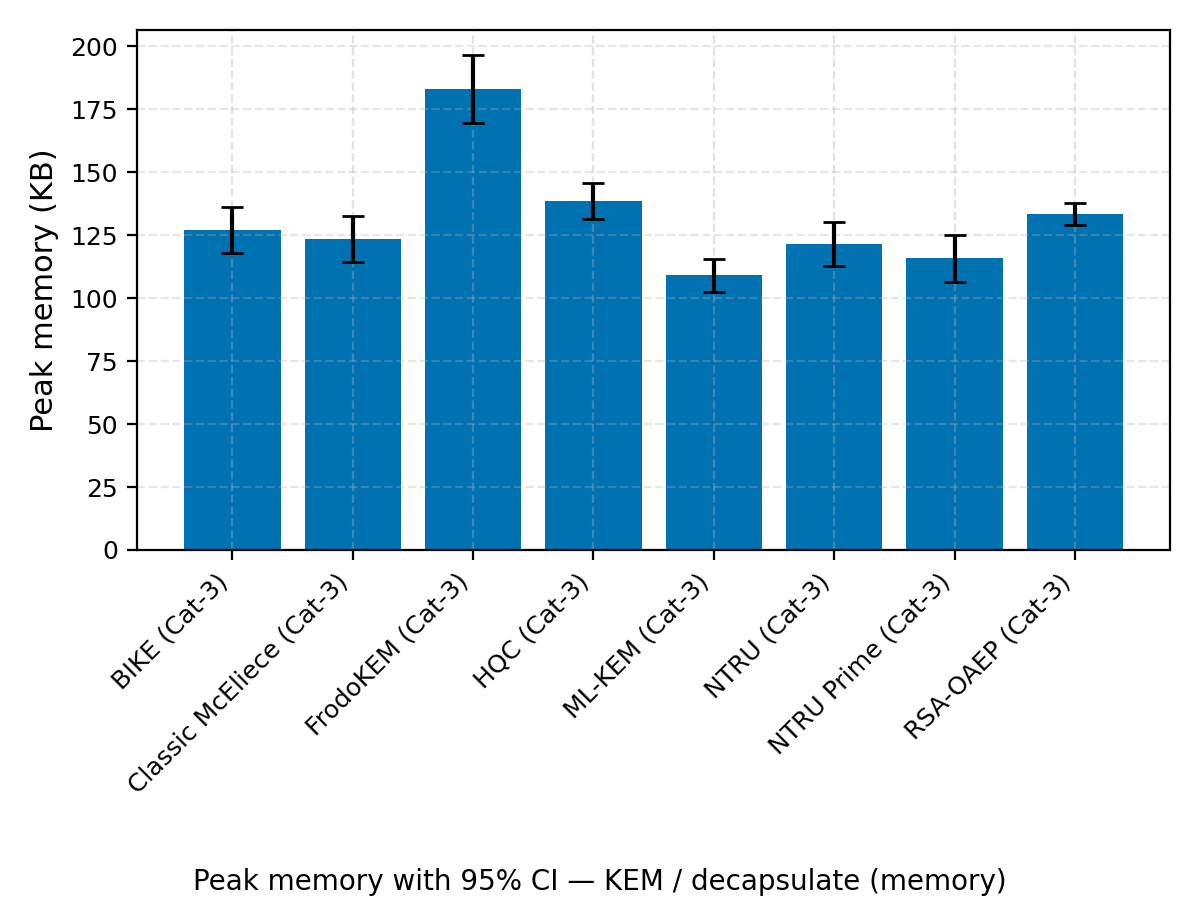 Peak memory (KB)
200
175
150
125
100
75
50
25
0
BIKE (Cat-3)
Classic McEliece (Cat-3)
FrodoKEM (Cat-3)
HQC (Cat-3)
ML-KEM (Cat-3)
NTRU (Cat-3)
NTRU Prime (Cat-3)
RSA-OAEP (Cat-3)
Peak memory with 95% CI — KEM / decapsulate (memory)